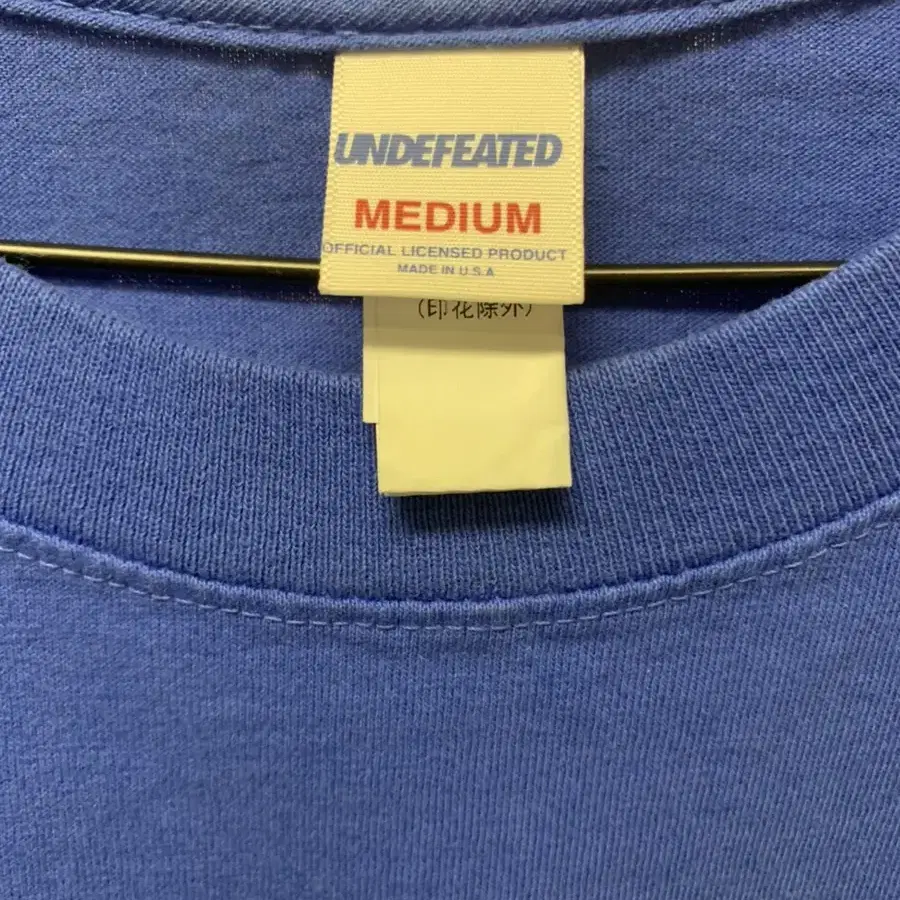 UNDEFEATED
MEDIUM
OFFICIAL LICENSED PRODUCT
MADE IN U.S.A
(印花除外)